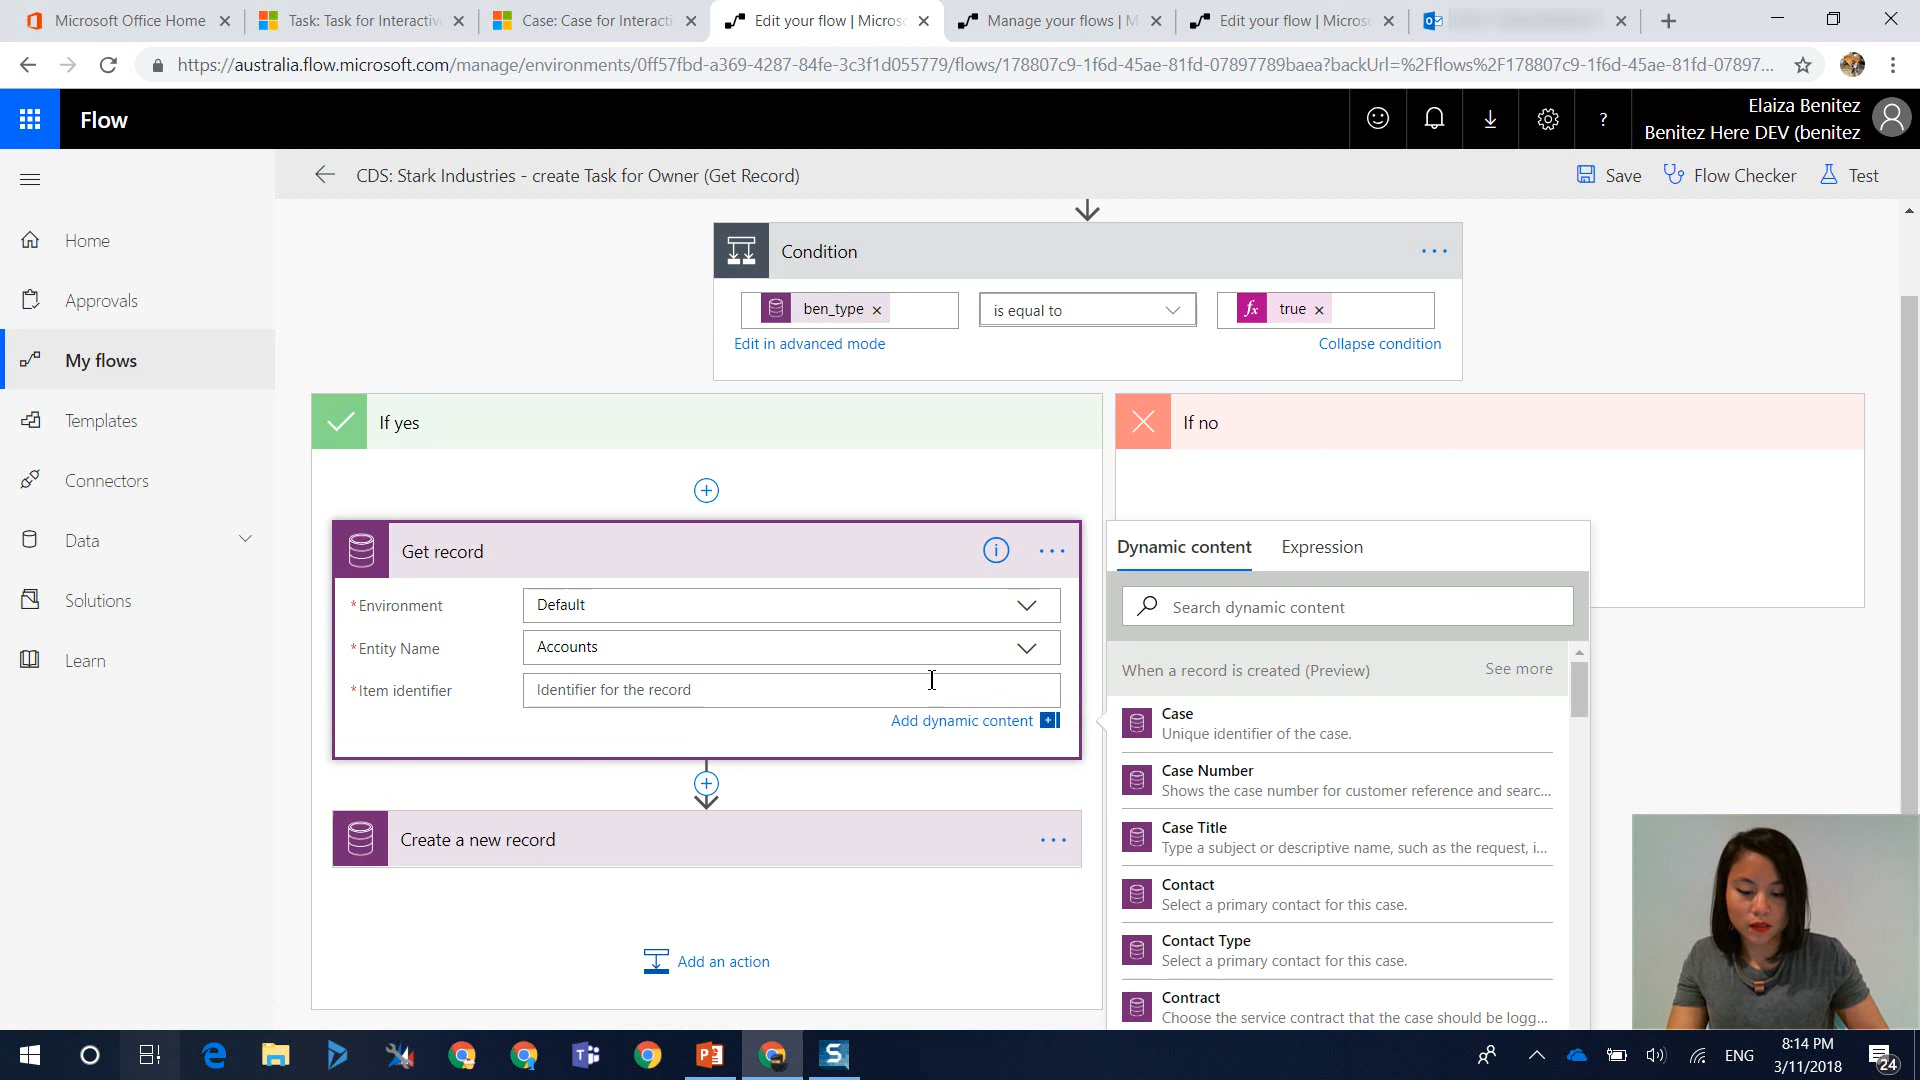 Microsoft Office Home
Task: Task for Interactiv
Case: Case for Interacti
Edit your flow | Micros
Manage your flows | M
Edit your flow | Micros
https://australia.flow.microsoft.com/manage/environments/0ff57fbd-a369-4287-84fe-3c3f1d055779/flows/178807c9-1f6d-45ae-81fd-07897789baea?backUrl=%2Fflows%2F178807c9-1f6d-45ae-81fd-07897...
Flow
?
Elaiza Benitez
Benitez Here DEV (benitez
CDS: Stark Industries - create Task for Owner (Get Record)
Save
Flow Checker
Test
Home
Approvals
My flows
Templates
Connectors
Data
Solutions
Learn
Condition
ben_type
is equal to
fx
true
Edit in advanced mode
Collapse condition
If yes
If no
Get record
*Environment
Default
*Entity Name
Accounts
*Item identifier
Identifier for the record
Add dynamic content
Create a new record
Add an action
Dynamic content
Expression
Search dynamic content
When a record is created (Preview)
See more
Case
Unique identifier of the case.
Case Number
Shows the case number for customer reference and searc...
Case Title
Type a subject or descriptive name, such as the request, i...
Contact
Select a primary contact for this case.
Contact Type
Select a primary contact for this case.
Contract
Choose the service contract that the case should be logg...
ENG
8:14 PM
3/11/2018
24